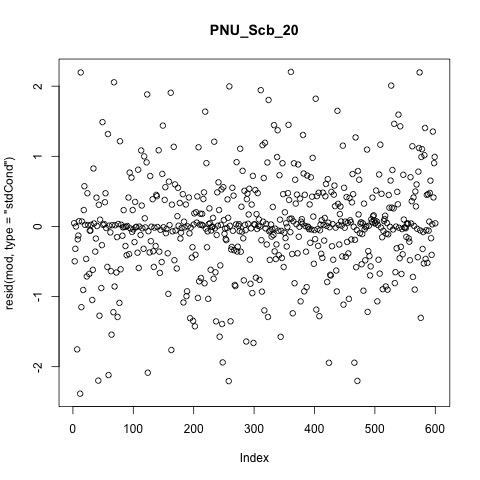 PNU_Scb_20
resid(mod, type = "stdCond")
2
1
0
-1
-2
0 100 200 300 400 500 600
Index